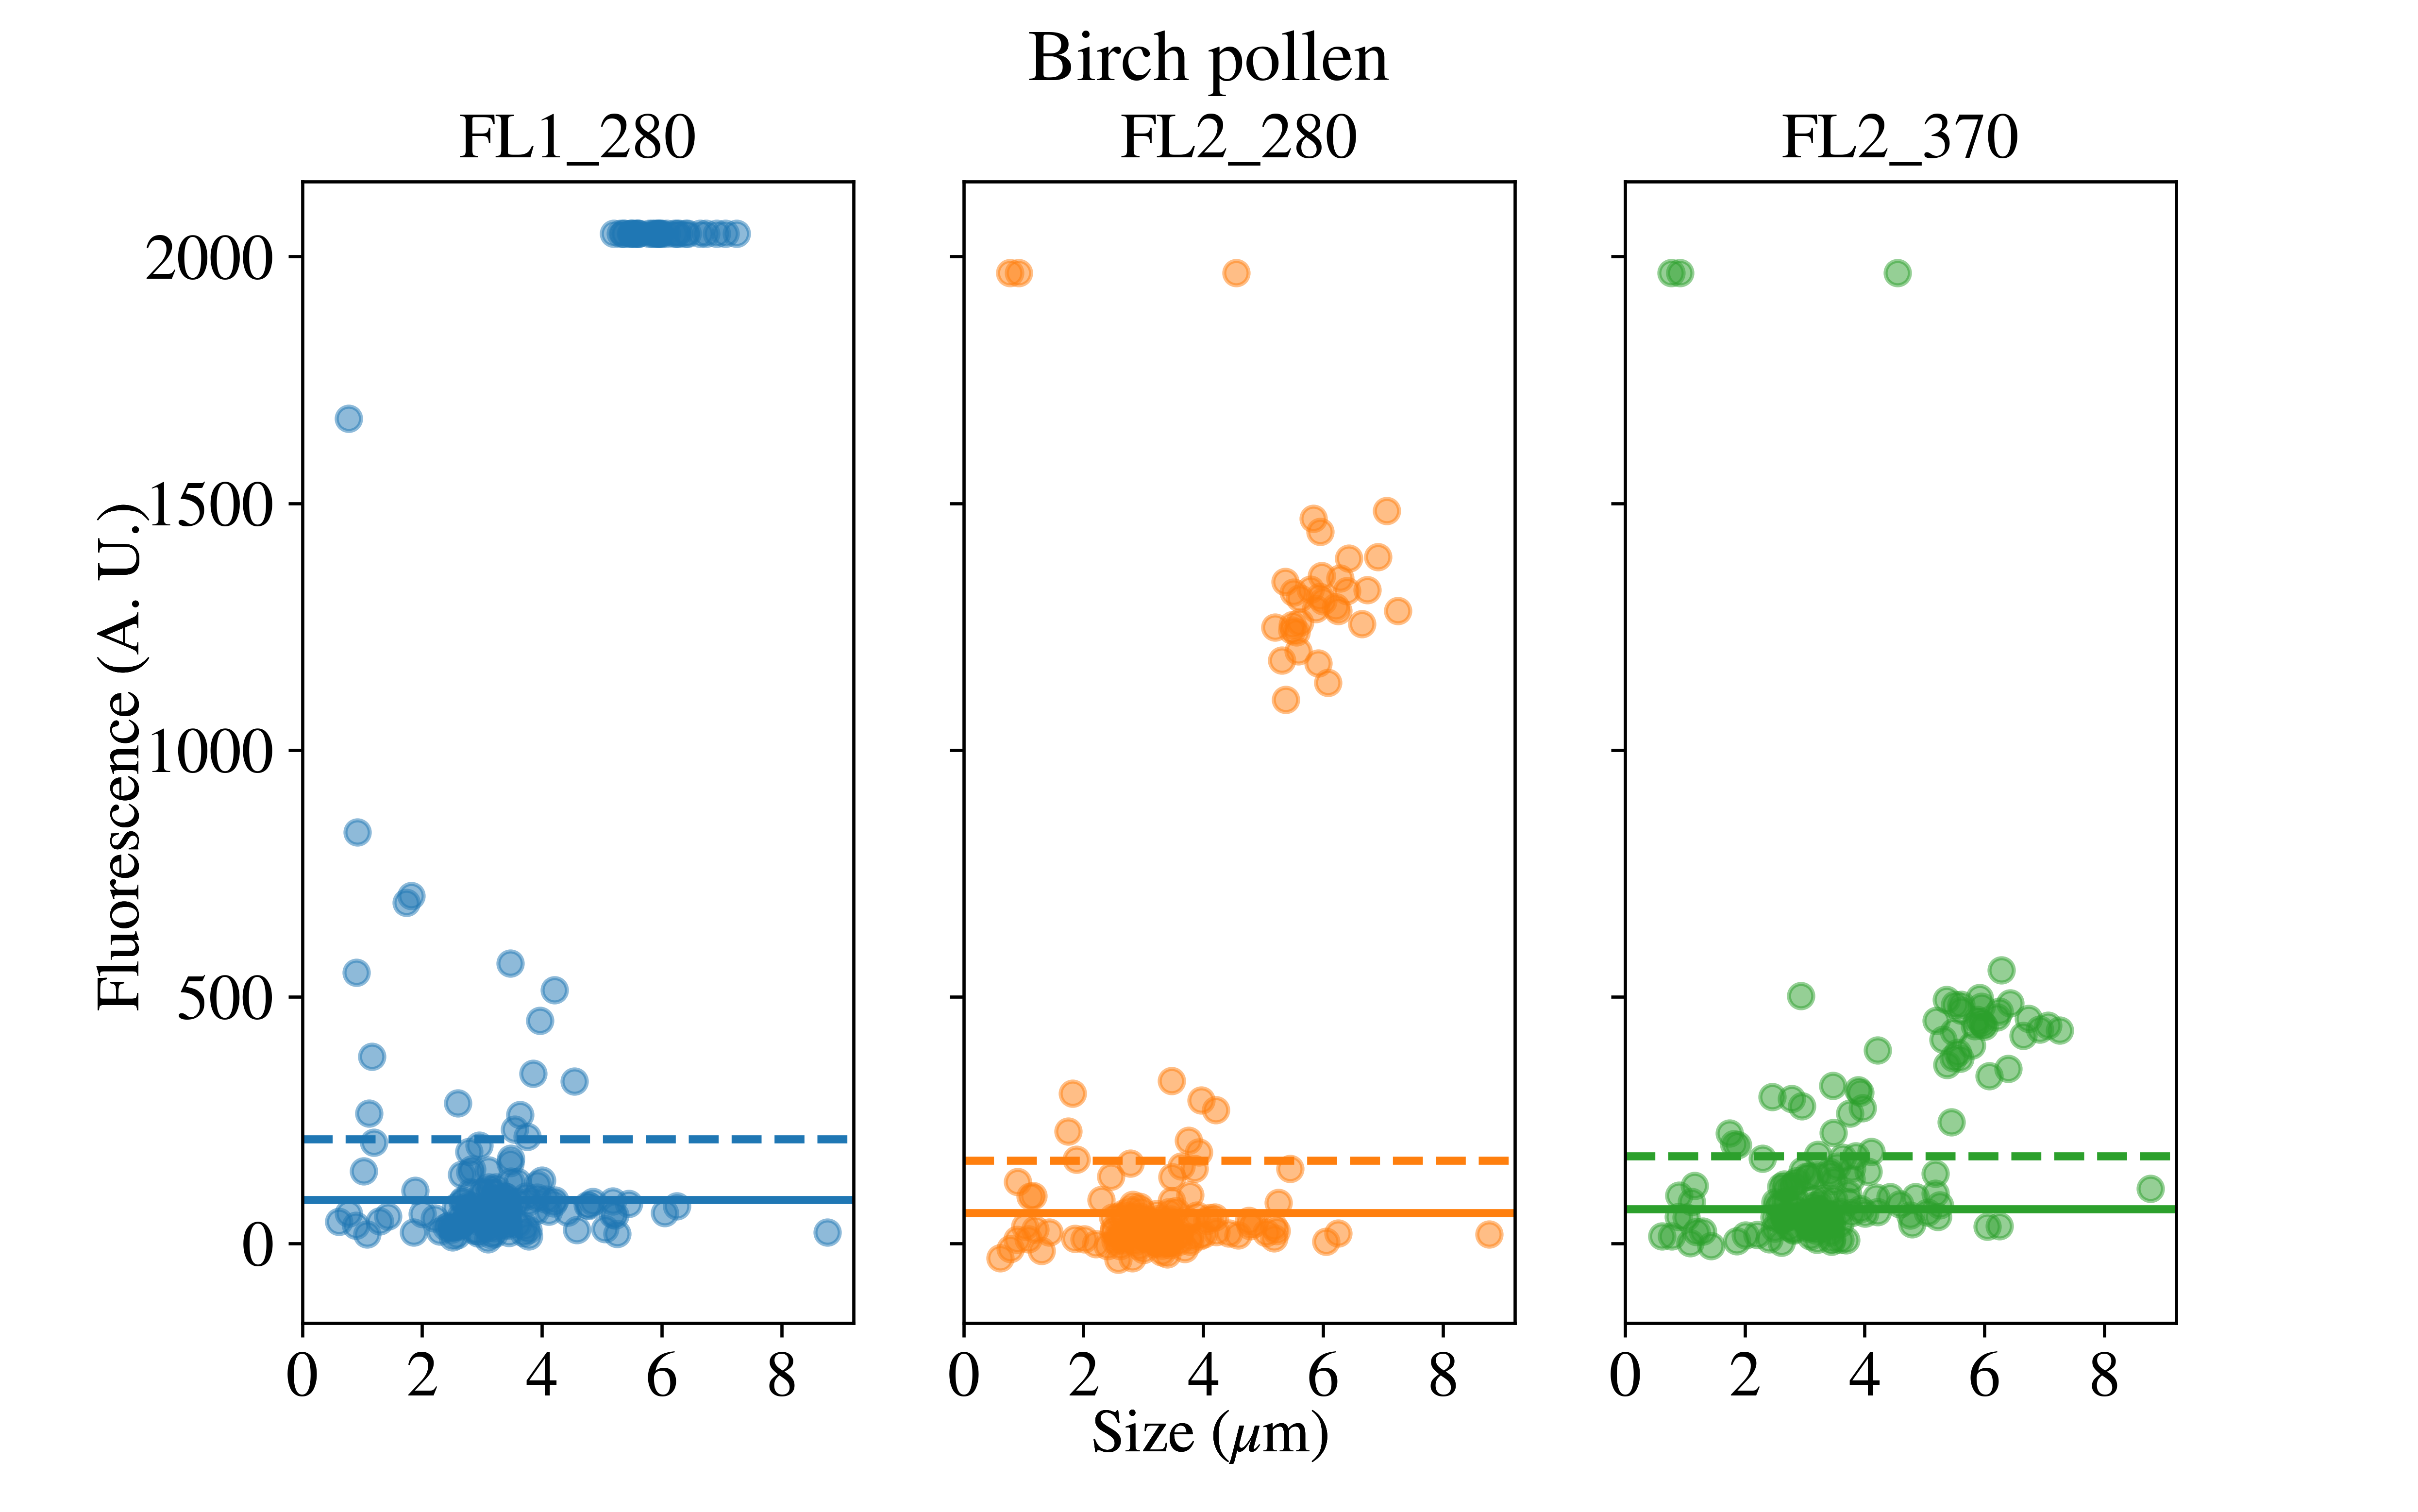 Birch pollen
FL1_280 FL2_280 FL2_370
Fluorescence (A. U.)
2000
1500
1000
500
0
0 2 4 6 8 0 2 4 6 8 0 2 4 6 8
Size (μm)